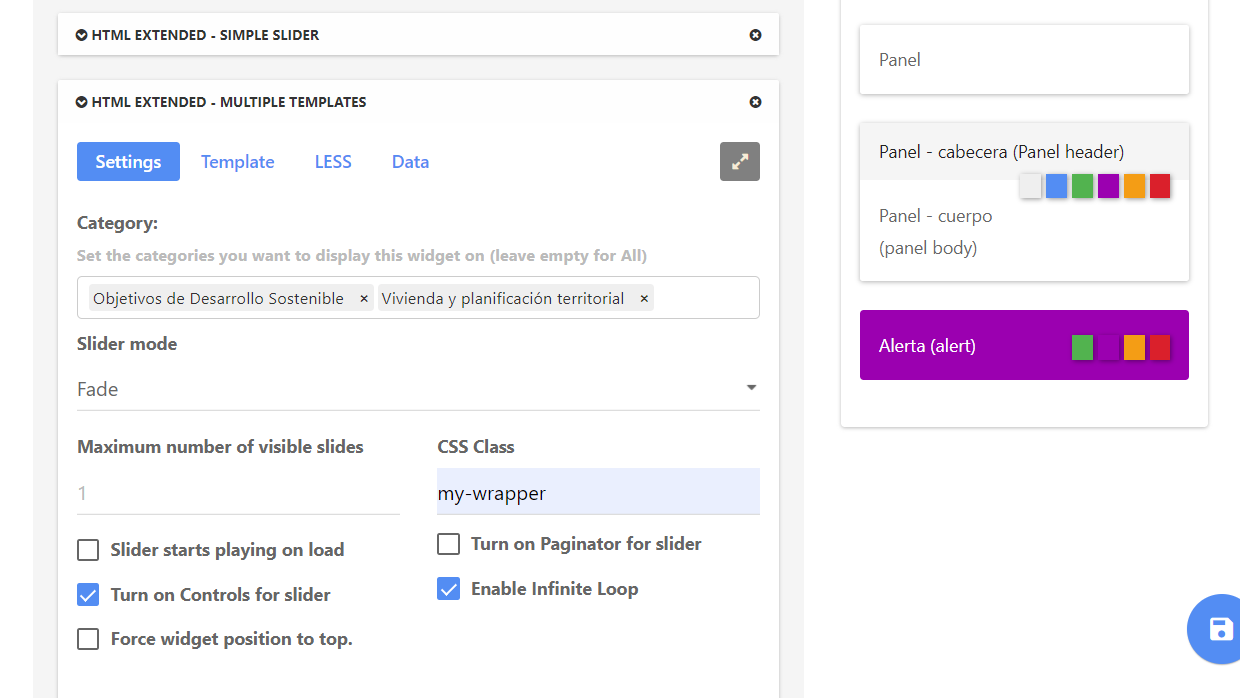 HTML EXTENDED - SIMPLE SLIDER
HTML EXTENDED - MULTIPLE TEMPLATES
Settings Template LESS Data
Category:
Set the categories you want to display this widget on (leave empty for All)
Objetivos de Desarrollo Sostenible × Vivienda y planificación territorial ×
Slider mode
Fade
Maximum number of visible slides
1
CSS Class
my-wrapper
Slider starts playing on load
Turn on Controls for slider
Force widget position to top.
Turn on Paginator for slider
Enable Infinite Loop
Panel
Panel - cabecera (Panel header)
Panel - cuerpo
(panel body)
Alerta (alert)